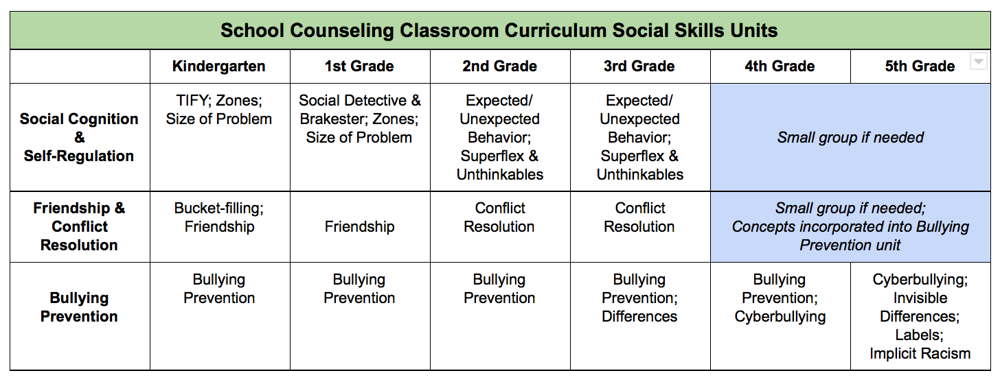 School Counseling Classroom Curriculum Social Skills Units
Kindergarten
1st Grade
2nd Grade
3rd Grade
4th Grade
5th Grade
Social Cognition
&
Self-Regulation
TIFY; Zones;
Size of Problem
Social Detective &
Brakester; Zones;
Size of Problem
Expected/
Unexpected
Behavior;
Superflex &
Unthinkables
Expected/
Unexpected
Behavior;
Superflex &
Unthinkables
Small group if needed
Friendship &
Conflict
Resolution
Bucket-filling;
Friendship
Friendship
Conflict
Resolution
Conflict
Resolution
Small group if needed;
Concepts incorporated into Bullying
Prevention unit
Bullying
Prevention
Bullying
Prevention
Bullying
Prevention
Bullying
Prevention
Bullying
Prevention;
Differences
Bullying
Prevention;
Cyberbullying
Cyberbullying;
Invisible
Differences;
Labels;
Implicit Racism